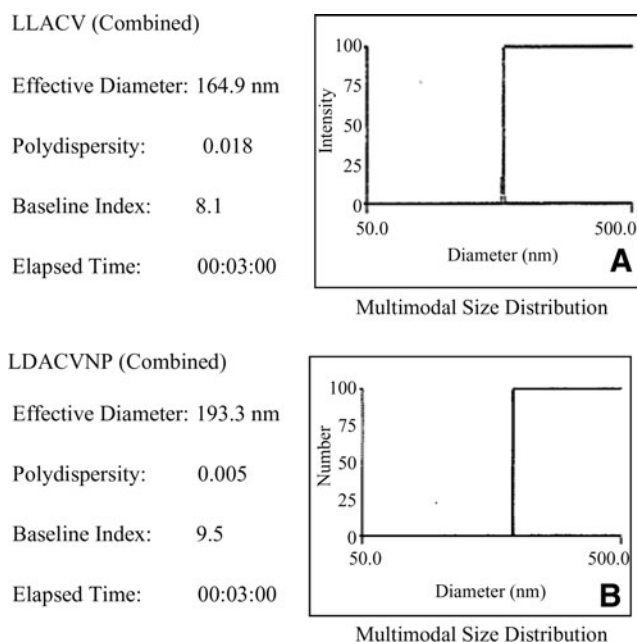 LLACV (Combined)
Effective Diameter: 164.9 nm
Polydispersity: 0.018
Baseline Index: 8.1
Elapsed Time: 00:03:00
Intensity
100
75
50
25
0
50.0 500.0
Diameter (nm)
A
Multimodal Size Distribution
LDACVNP (Combined)
Effective Diameter: 193.3 nm
Polydispersity: 0.005
Baseline Index: 9.5
Elapsed Time: 00:03:00
Number
100
75
50
25
0
50.0 500.0
Diameter (nm)
B
Multimodal Size Distribution